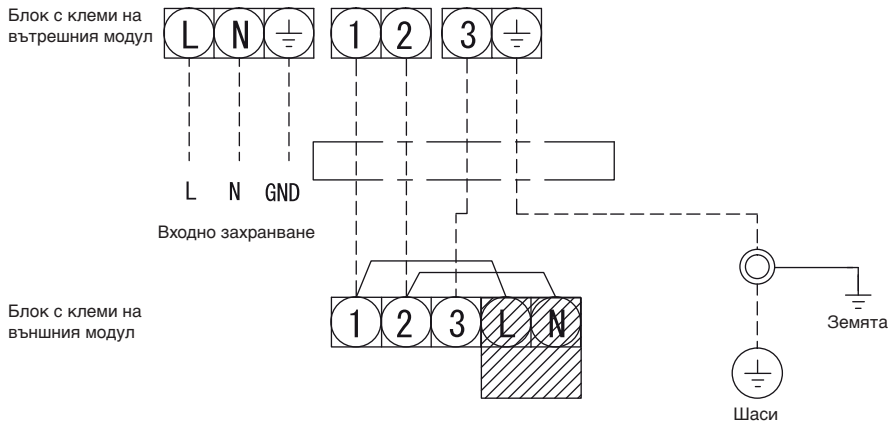 Блок с клеми на
вътрешния модул
L N
1 2
3
L N GND
Входно захранване
Блок с клеми на
външния модул
1 2 3 L N
Земята
Шаси